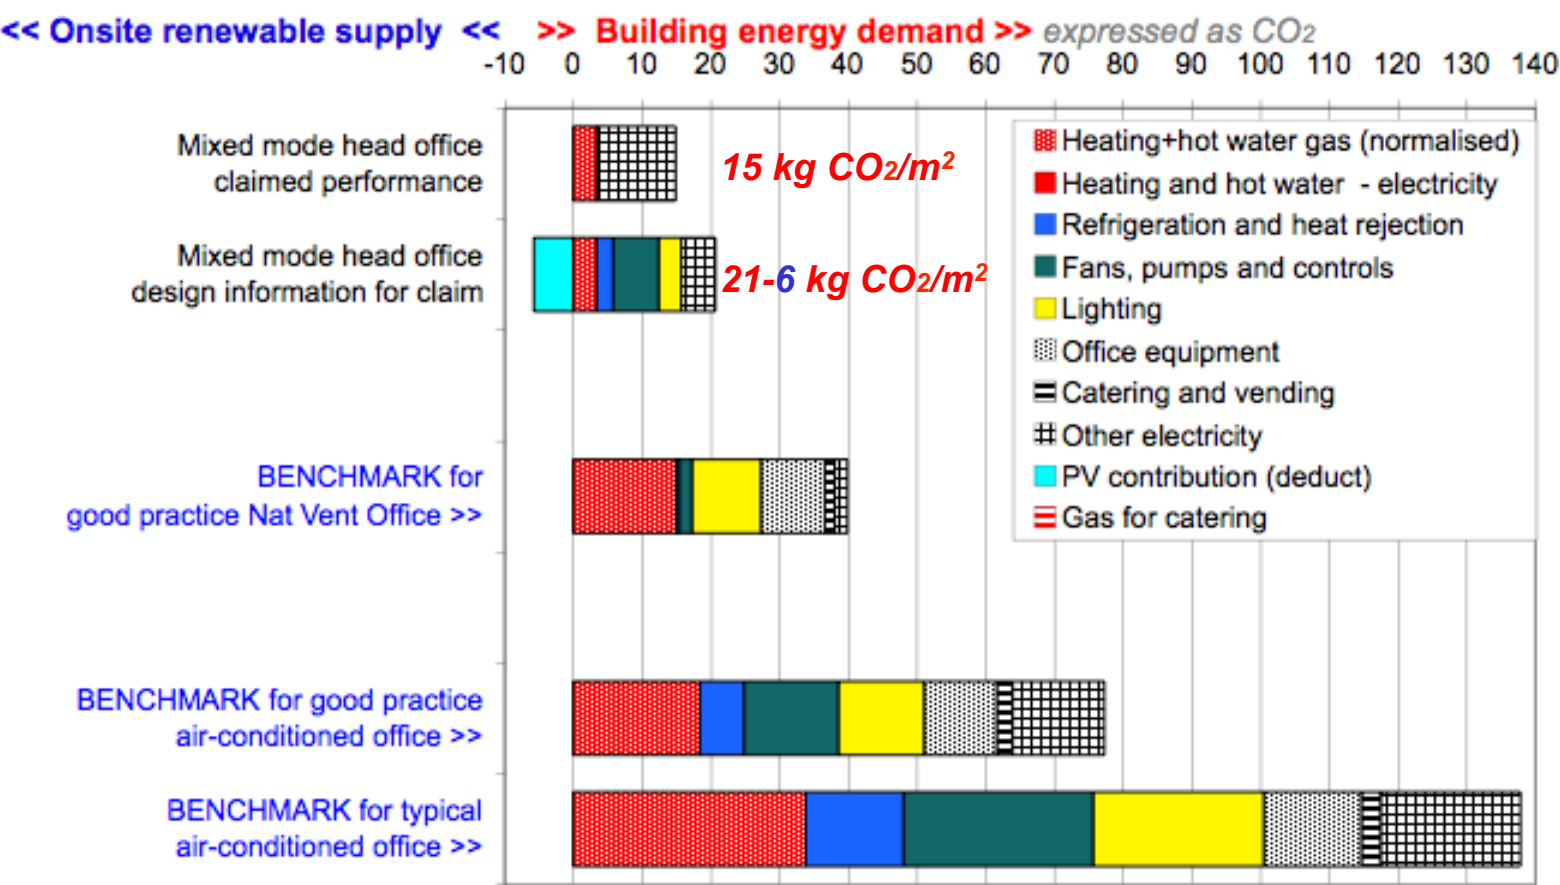 << Onsite renewable supply << >> Building energy demand >> expressed as CO2
-10 0 10 20 30 40 50 60 70 80 90 100 110 120 130 140
Mixed mode head office
claimed performance
15 kg CO2/m²
Mixed mode head office
design information for claim
21-6 kg CO2/m²
BENCHMARK for
good practice Nat Vent Office >>
BENCHMARK for good practice
air-conditioned office >>
BENCHMARK for typical
air-conditioned office >>
Heating+hot water gas (normalised)
Heating and hot water - electricity
Refrigeration and heat rejection
Fans, pumps and controls
Lighting
Office equipment
Catering and vending
Other electricity
PV contribution (deduct)
Gas for catering